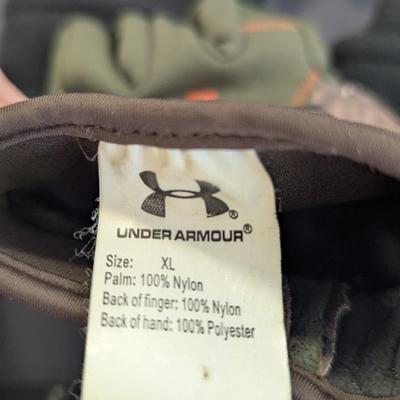 UNDER ARMOUR®
Size: XL
Palm: 100% Nylon
Back of finger: 100% Nylon
Back of hand: 100% Polyester